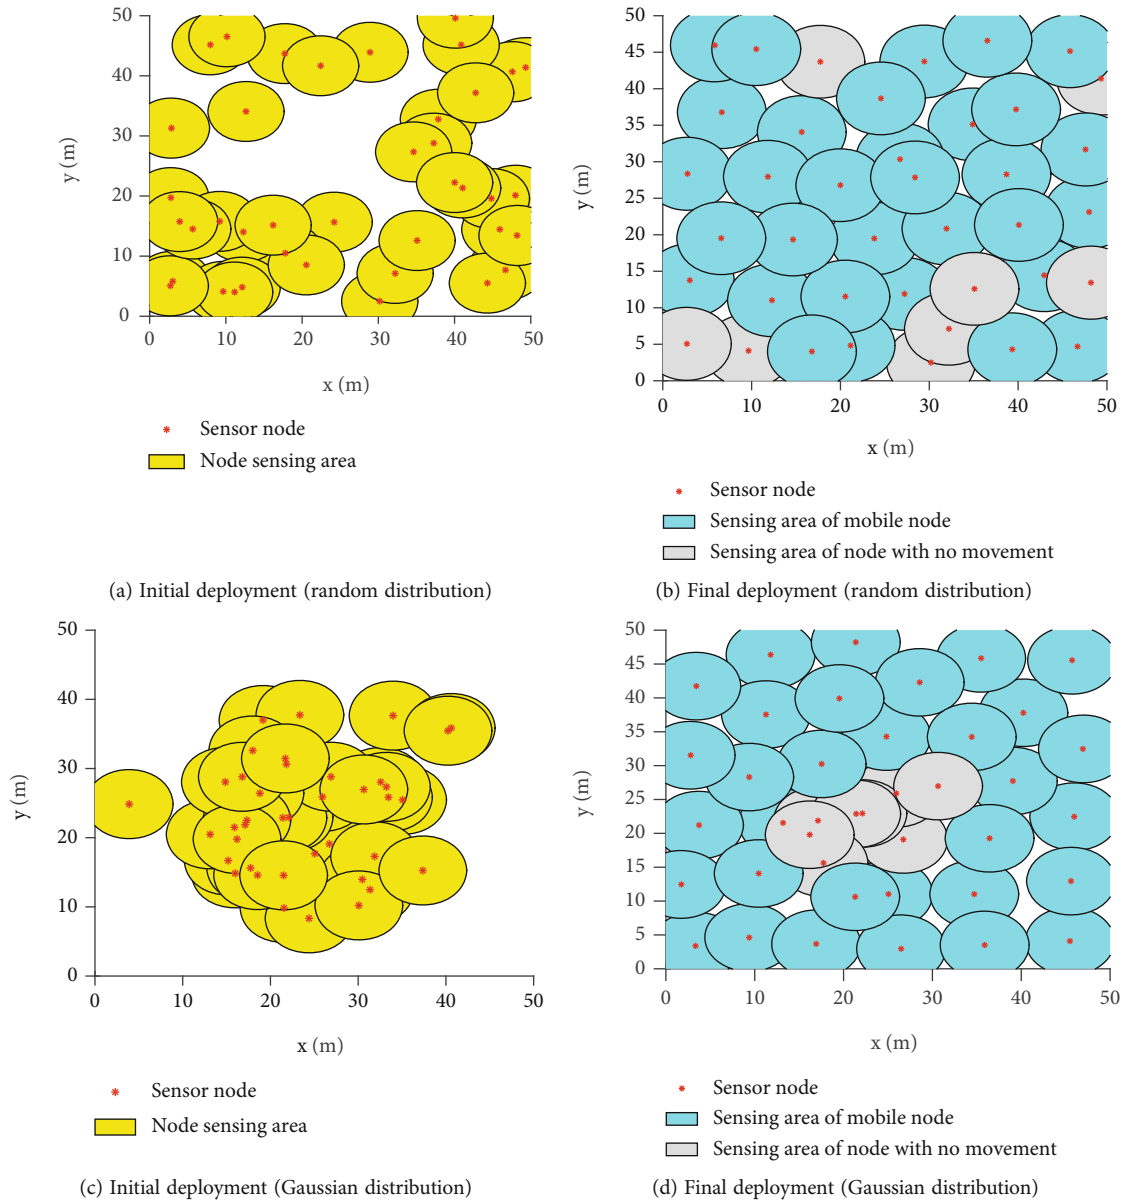 50
40
30
20
10
0
0 10 20 30 40 50
y (m)
x (m)
Sensor node
Node sensing area
(a) Initial deployment (random distribution)
50
45
40
35
30
25
20
15
10
5
0
0 10 20 30 40 50
y (m)
x (m)
Sensor node
Sensing area of mobile node
Sensing area of node with no movement
(b) Final deployment (random distribution)
50
40
30
20
10
0
0 10 20 30 40 50
y (m)
x (m)
Sensor node
Node sensing area
(c) Initial deployment (Gaussian distribution)
50
45
40
35
30
25
20
15
10
5
0
0 10 20 30 40 50
y (m)
x (m)
Sensor node
Sensing area of mobile node
Sensing area of node with no movement
(d) Final deployment (Gaussian distribution)